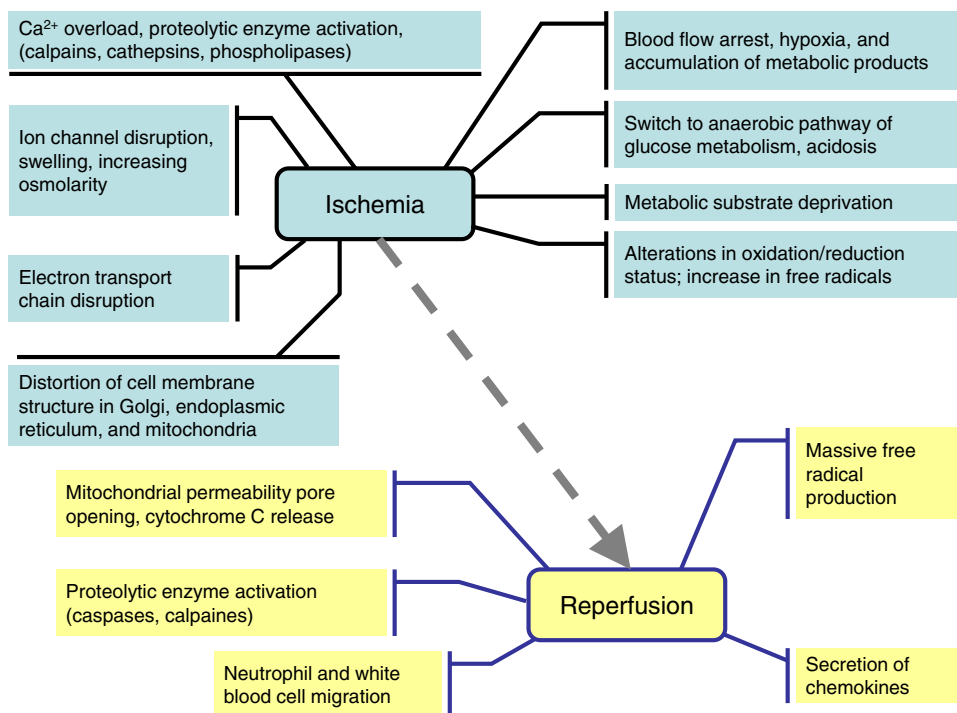 Ca²⁺ overload, proteolytic enzyme activation,
(calpains, cathepsins, phospholipases)
Blood flow arrest, hypoxia, and
accumulation of metabolic products
Ion channel disruption,
swelling, increasing
osmolarity
Switch to anaerobic pathway of
glucose metabolism, acidosis
Ischemia
Metabolic substrate deprivation
Electron transport
chain disruption
Alterations in oxidation/reduction
status; increase in free radicals
Distortion of cell membrane
structure in Golgi, endoplasmic
reticulum, and mitochondria
Massive free
radical
production
Mitochondrial permeability pore
opening, cytochrome C release
Proteolytic enzyme activation
(caspases, calpaines)
Reperfusion
Neutrophil and white
blood cell migration
Secretion of
chemokines